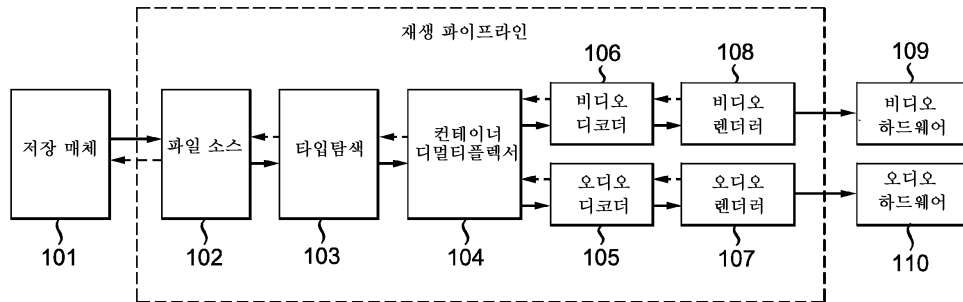 재생 파이프라인
106
108
109
저장 매체
파일 소스
타입탐색
컨테이너
디멀티플렉서
비디오
디코더
비디오
렌더러
비디오
하드웨어
오디오
디코더
오디오
렌더러
오디오
하드웨어
101
102
103
104
105
107
110